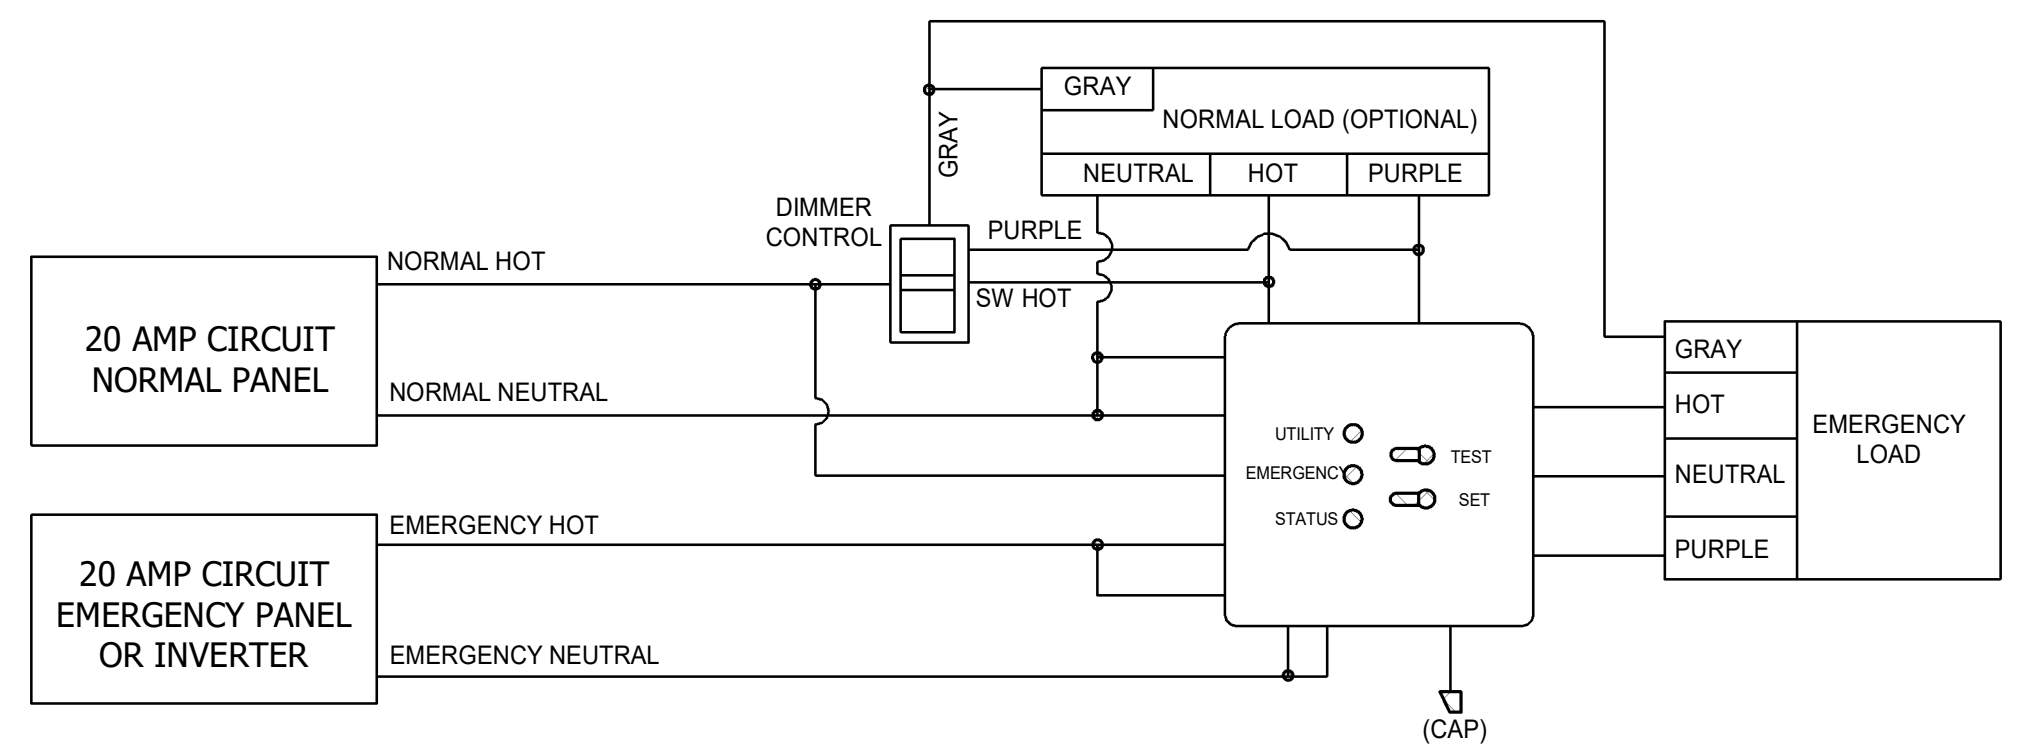 GRAY
NORMAL LOAD (OPTIONAL)
GRAY
NEUTRAL
HOT
PURPLE
DIMMER
CONTROL
PURPLE
SW HOT
NORMAL HOT
20 AMP CIRCUIT
NORMAL PANEL
NORMAL NEUTRAL
GRAY
HOT
NEUTRAL
PURPLE
EMERGENCY
LOAD
UTILITY
EMERGENCY
STATUS
TEST
SET
EMERGENCY HOT
20 AMP CIRCUIT
EMERGENCY PANEL
OR INVERTER
EMERGENCY NEUTRAL
(CAP)